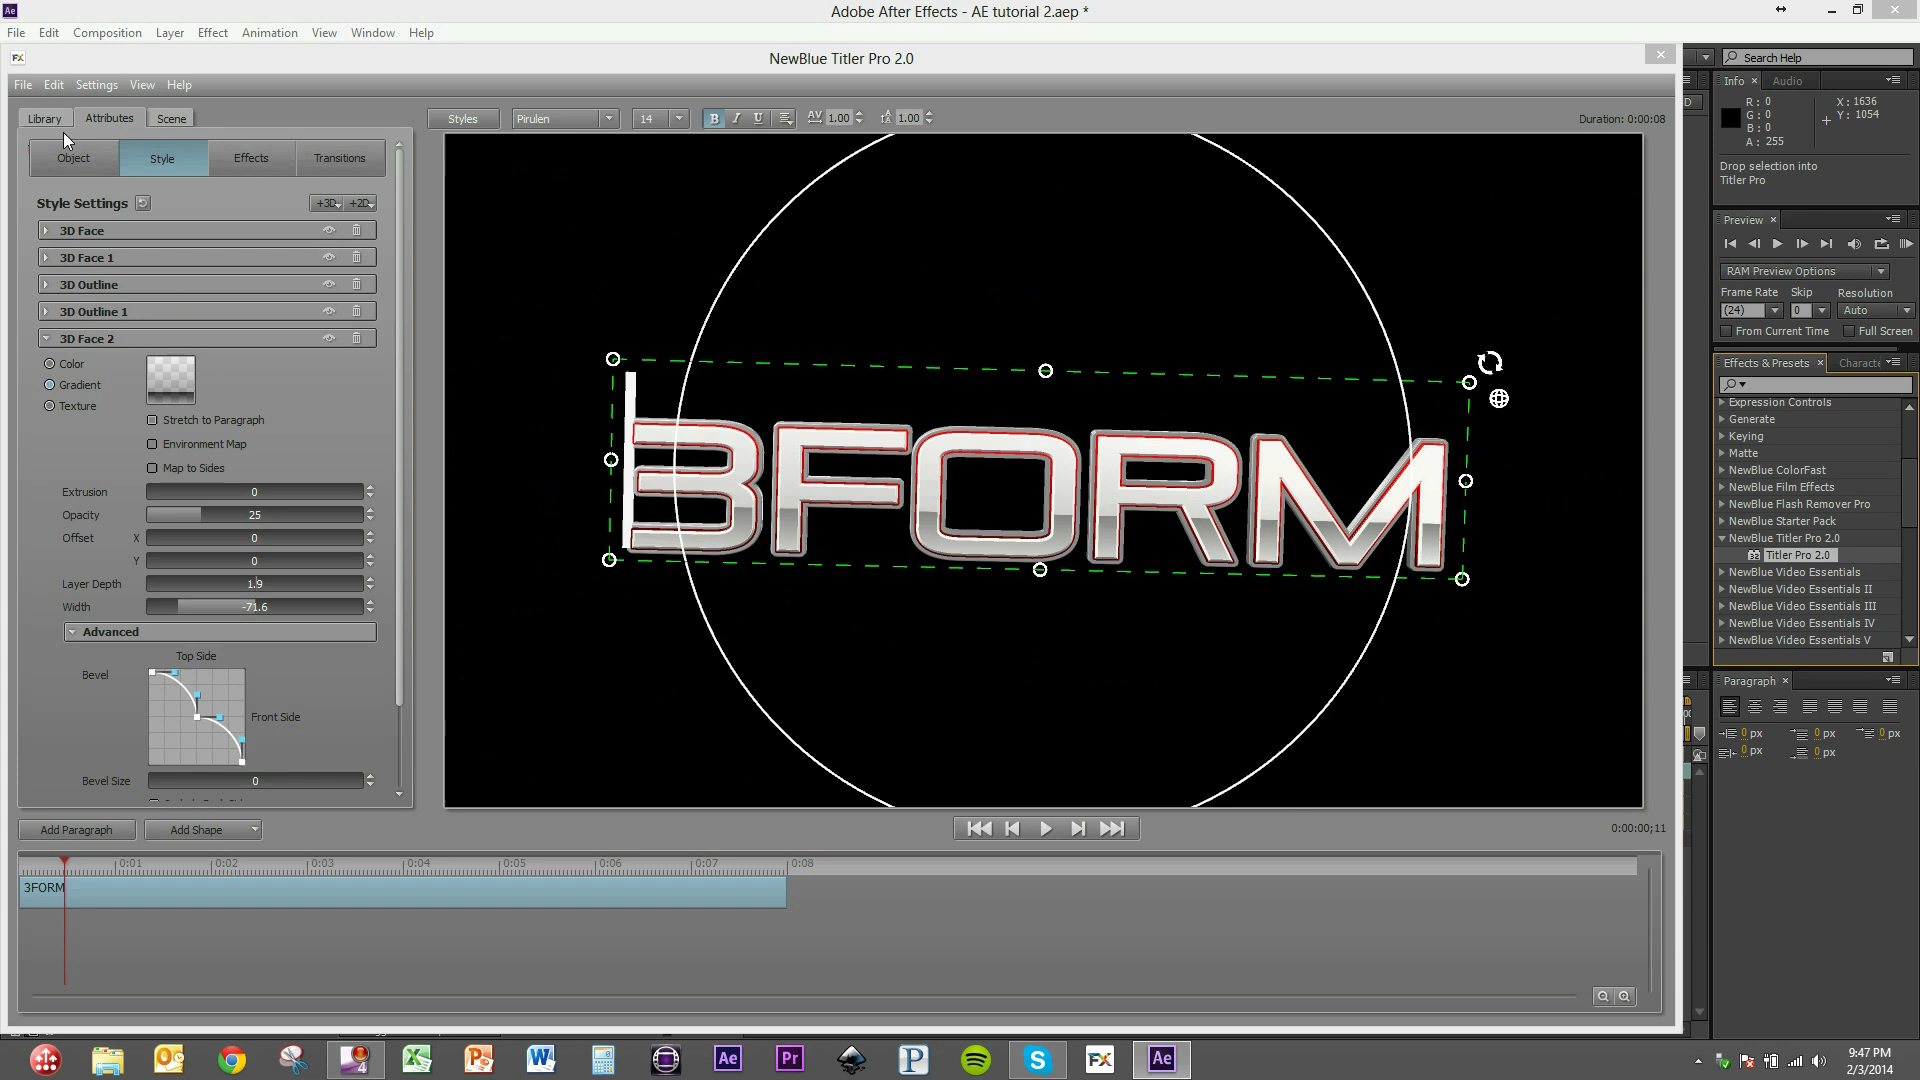 Ae
Adobe After Effects - AE tutorial 2.aep *
File Edit Composition Layer Effect Animation View Window Help
FX
NewBlue Titler Pro 2.0
Search Help
File Edit Settings View Help
Info Audio
Library Attributes Scene
Styles
Pirulen
14
B I U
AV 1.00
1.00
Duration: 0:00:08
R: 0
G: 0
B: 0
A: 255
X: 1636
Y: 1054
Drop selection into
Titler Pro
Object Style Effects Transitions
Style Settings
+3D +2D
3D Face
3D Face 1
3D Outline
3D Outline 1
3D Face 2
Color
Gradient
Texture
Stretch to Paragraph
Environment Map
Map to Sides
Extrusion 0
Opacity 25
Offset X 0
Y 0
Layer Depth 1.9
Width -71.6
Advanced
Top Side
Bevel
Front Side
Bevel Size 0
3FORM
Add Paragraph Add Shape
0:00:00;11
0:01 0:02 0:03 0:04 0:05 0:06 0:07 0:08
3FORM
Preview
RAM Preview Options
Frame Rate Skip Resolution
(24) 0 Auto
From Current Time Full Screen
Effects & Presets
Expression Controls
Generate
Keying
Matte
NewBlue ColorFast
NewBlue Film Effects
NewBlue Flash Remover Pro
NewBlue Starter Pack
NewBlue Titler Pro 2.0
32 Titler Pro 2.0
NewBlue Video Essentials
NewBlue Video Essentials II
NewBlue Video Essentials III
NewBlue Video Essentials IV
NewBlue Video Essentials V
Paragraph
0 px 0 px 0 px
0 px 0 px
4 Ae Pr P S FX Ae
9:47 PM
2/3/2014